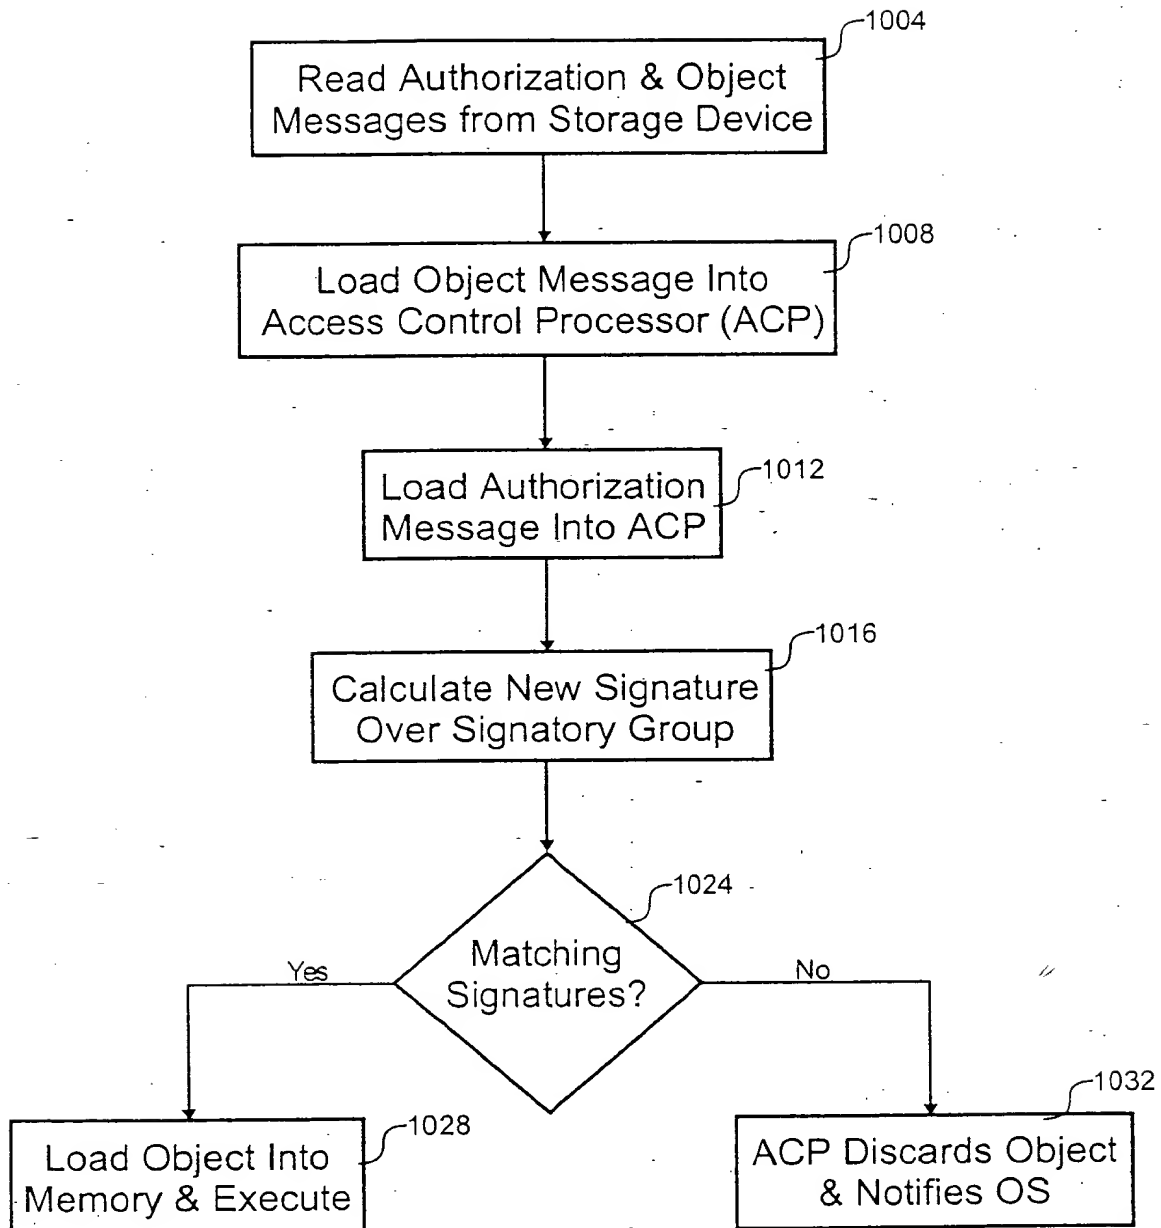 1004
Read Authorization & Object
Messages from Storage Device
1008
Load Object Message Into
Access Control Processor (ACP)
1012
Load Authorization
Message Into ACP
1016
Calculate New Signature
Over Signatory Group
1024
Matching
Signatures?
Yes
No
1028
Load Object Into
Memory & Execute
1032
ACP Discards Object
& Notifies OS